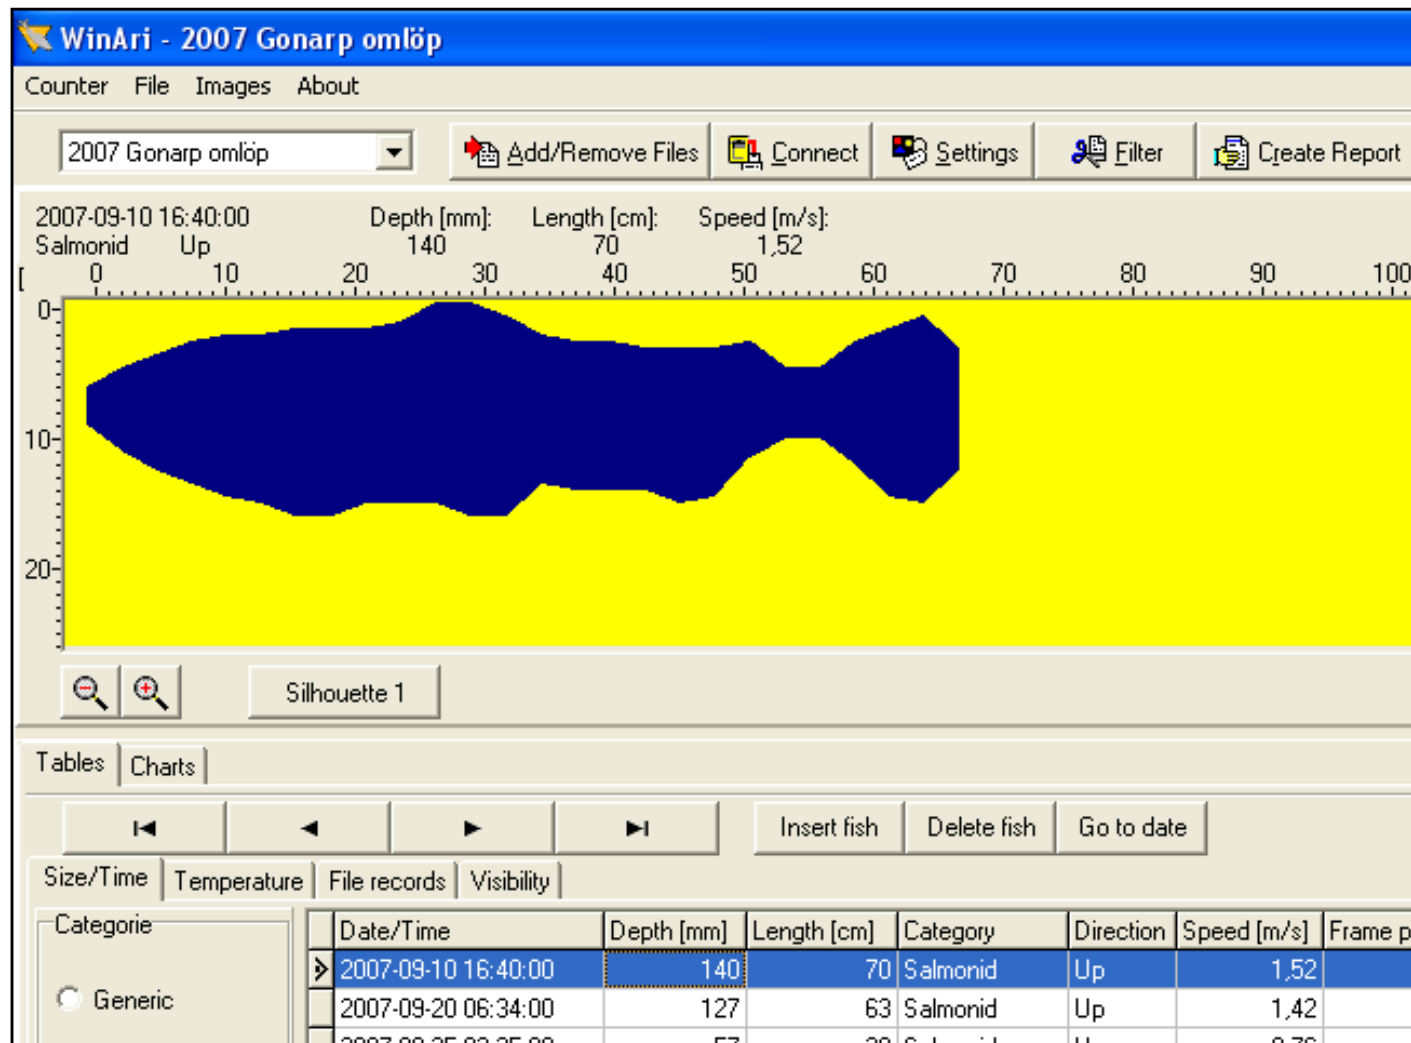 WinAri - 2007 Gonarp omlöp
Counter File Images About
2007 Gonarp omlöp Add/Remove Files Connect Settings Filter Create Report
2007-09-10 16:40:00 Depth [mm]: Length [cm]: Speed [m/s]:
Salmonid Up 140 70 1,52
[ 0 10 20 30 40 50 60 70 80 90 100
0
10
20
Silhouette 1
Tables Charts
Insert fish Delete fish Go to date
Size/Time Temperature File records Visibility
Categorie Date/Time Depth [mm] Length [cm] Category Direction Speed [m/s] Frame p
2007-09-10 16:40:00 140 70 Salmonid Up 1,52
Generic 2007-09-20 06:34:00 127 63 Salmonid Up 1,42